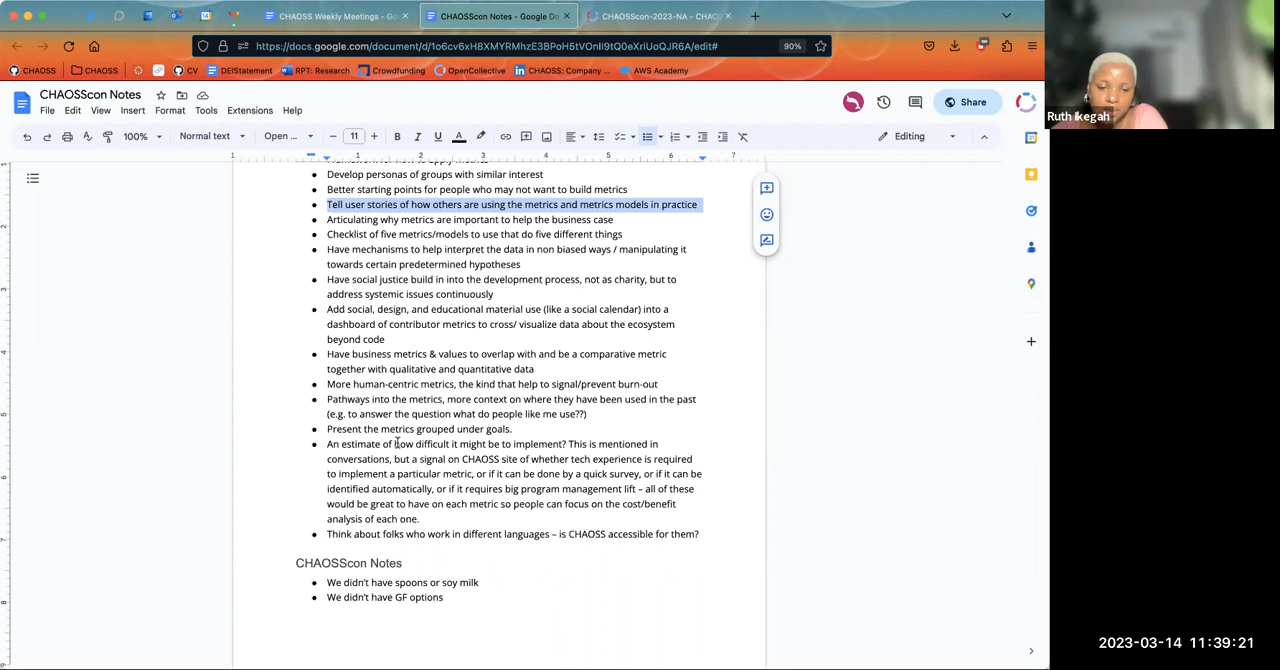 CHAOSS Weekly Meetings - Go
CHAOSScon Notes - Google Do
CHAOSScon-2023-NA - CHAO
https://docs.google.com/document/d/1o6cv6xH8XMYRMhzE3BPoH5tVOnII9tQ0eXriUoQJR6A/edit#
90%
CHAOSS
CHAOSS
CV
DEIStatement
RPT: Research
Crowdfunding
OpenCollective
CHAOSS: Company ...
AWS Academy
CHAOSScon Notes
File Edit View Insert Format Tools Extensions Help
Share
100%
Normal text
Open ...
11
Editing
1 1 2 3 4 5 6 7
Framework for how to apply metrics
Develop personas of groups with similar interest
Better starting points for people who may not want to build metrics
Tell user stories of how others are using the metrics and metrics models in practice
Articulating why metrics are important to help the business case
Checklist of five metrics/models to use that do five different things
Have mechanisms to help interpret the data in non biased ways / manipulating it
towards certain predetermined hypotheses
Have social justice build in into the development process, not as charity, but to
address systemic issues continuously
Add social, design, and educational material use (like a social calendar) into a
dashboard of contributor metrics to cross/ visualize data about the ecosystem
beyond code
Have business metrics & values to overlap with and be a comparative metric
together with qualitative and quantitative data
More human-centric metrics, the kind that help to signal/prevent burn-out
Pathways into the metrics, more context on where they have been used in the past
(e.g. to answer the question what do people like me use??)
Present the metrics grouped under goals.
An estimate of how difficult it might be to implement? This is mentioned in
conversations, but a signal on CHAOSS site of whether tech experience is required
to implement a particular metric, or if it can be done by a quick survey, or if it can be
identified automatically, or if it requires big program management lift – all of these
would be great to have on each metric so people can focus on the cost/benefit
analysis of each one.
Think about folks who work in different languages – is CHAOSS accessible for them?
CHAOSScon Notes
We didn't have spoons or soy milk
We didn't have GF options
Ruth Ikegah
2023-03-14 11:39:21